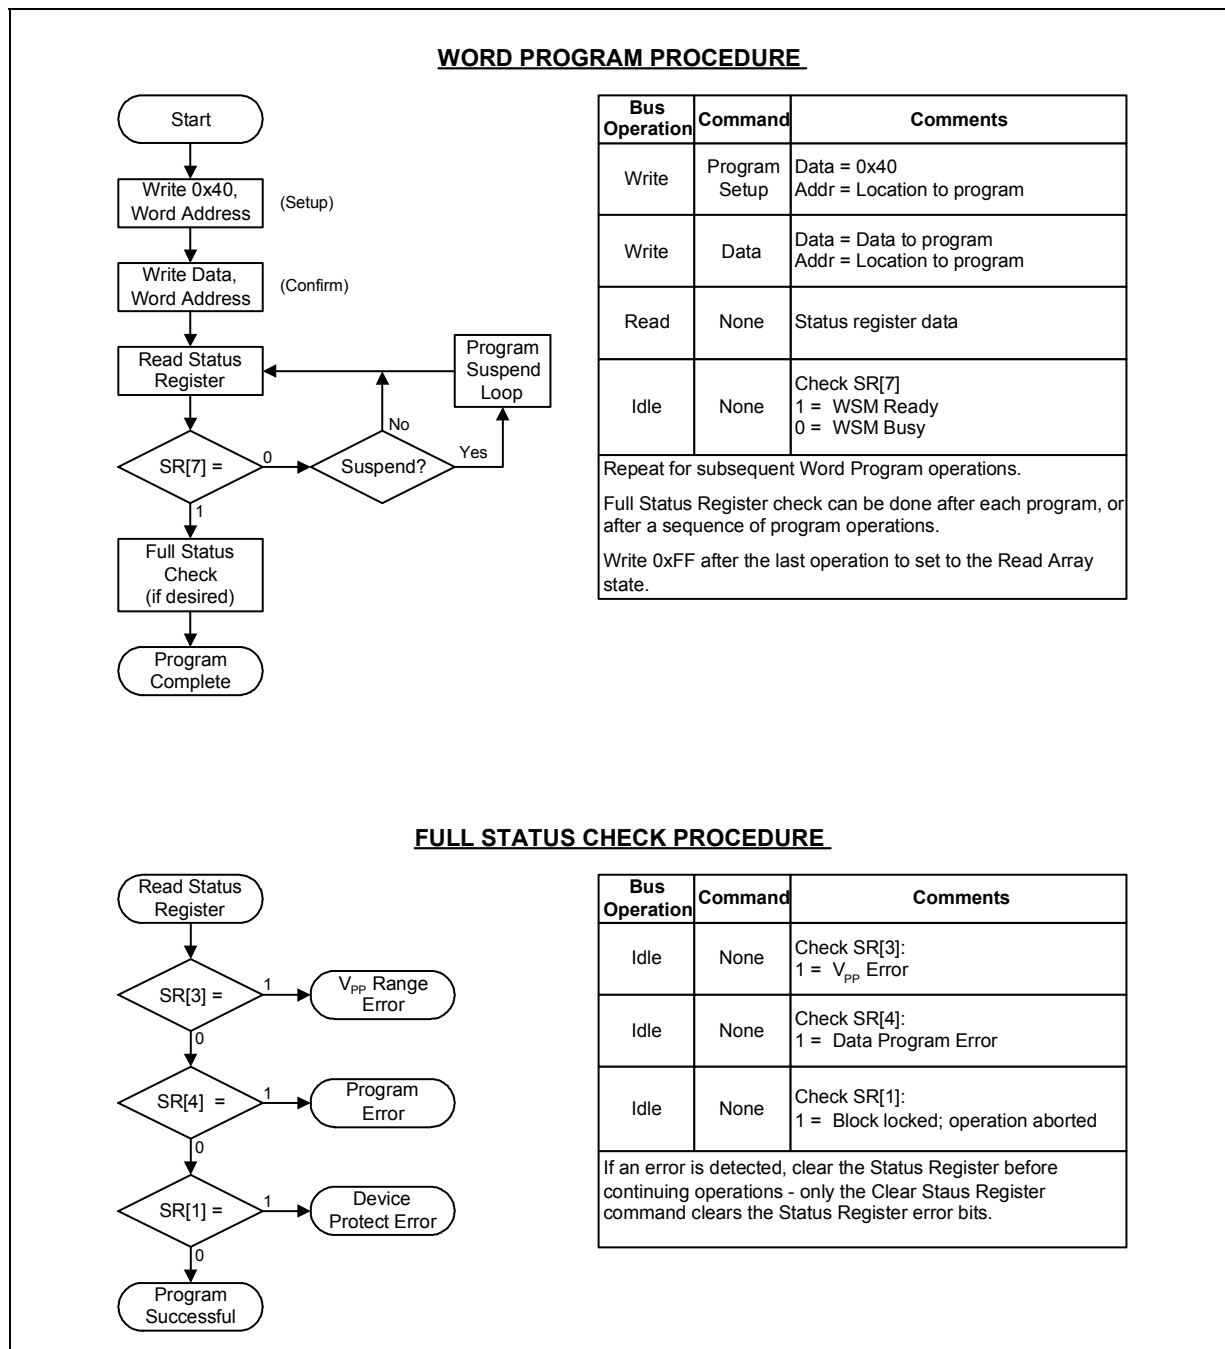 WORD PROGRAM PROCEDURE
Start
Write 0x40,
Word Address
(Setup)
Write Data,
Word Address
(Confirm)
Read Status
Register
Program
Suspend
Loop
No
SR[7] =
0
Suspend?
Yes
1
Full Status
Check
(if desired)
Program
Complete
Bus
Operation
Command
Comments
Write
Program
Setup
Data = 0x40
Addr = Location to program
Write
Data
Data = Data to program
Addr = Location to program
Read
None
Status register data
Idle
None
Check SR[7]
1 = WSM Ready
0 = WSM Busy
Repeat for subsequent Word Program operations.
Full Status Register check can be done after each program, or
after a sequence of program operations.
Write 0xFF after the last operation to set to the Read Array
state.
FULL STATUS CHECK PROCEDURE
Read Status
Register
SR[3] =
1
VPP Range
Error
0
SR[4] =
1
Program
Error
0
SR[1] =
1
Device
Protect Error
0
Program
Successful
Bus
Operation
Command
Comments
Idle
None
Check SR[3]:
1 = VPP Error
Idle
None
Check SR[4]:
1 = Data Program Error
Idle
None
Check SR[1]:
1 = Block locked; operation aborted
If an error is detected, clear the Status Register before
continuing operations - only the Clear Staus Register
command clears the Status Register error bits.